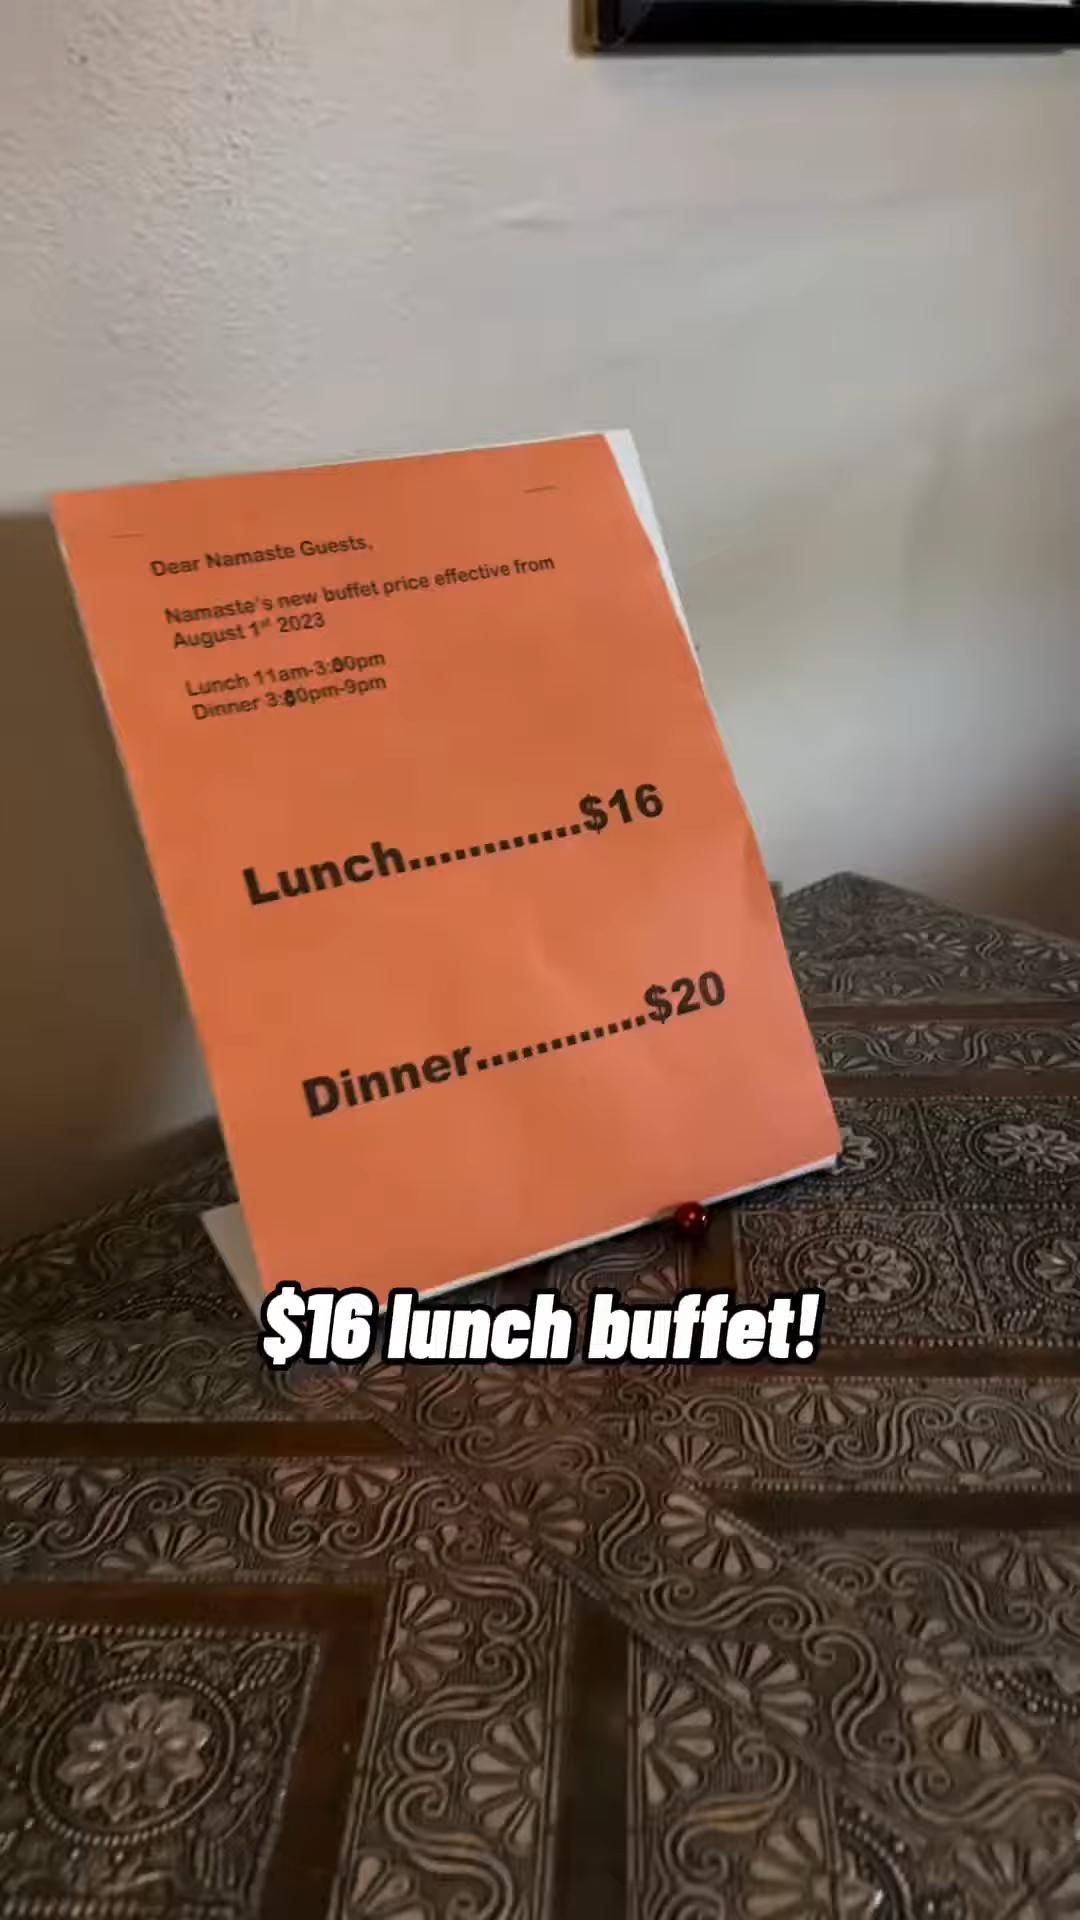 Dear Namaste Guests,
Namaste's new buffet price effective from
August 1st 2023
Lunch 11am-3:00pm
Dinner 3:00pm-9pm
Lunch............$16
Dinner............$20
$16 lunch buffet!